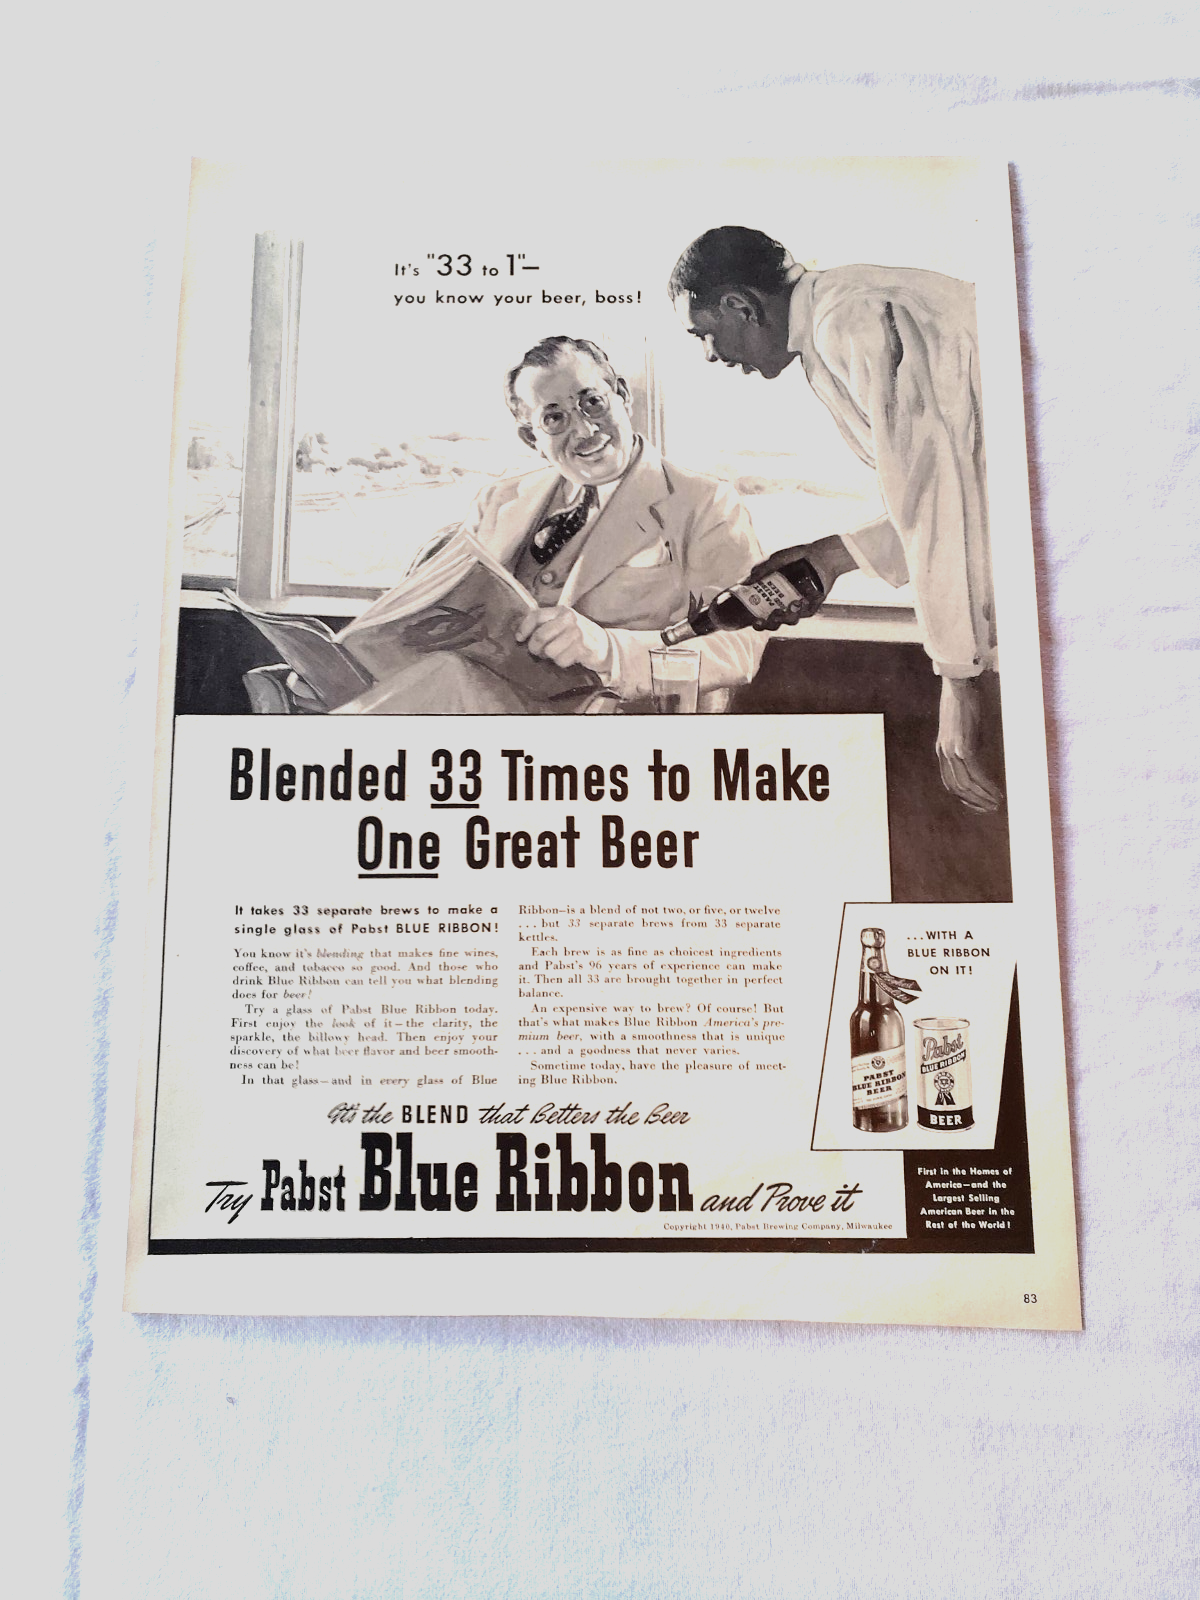 It's "33 to 1"—
you know your beer, boss!
PABST
BLUE RIBBON
BEER
Blended 33 Times to Make
One Great Beer
It takes 33 separate brews to make a
single glass of Pabst BLUE RIBBON!
You know it's blending that makes fine wines,
coffee, and tobacco so good. And those who
drink Blue Ribbon can tell you what blending
does for beer!
Try a glass of Pabst Blue Ribbon today.
First enjoy the look of it—the clarity, the
sparkle, the billowy head. Then enjoy your
discovery of what beer flavor and beer smooth-
ness can be!
In that glass—and in every glass of Blue
Ribbon—is a blend of not two, or five, or twelve
. . . but 33 separate brews from 33 separate
kettles.
Each brew is as fine as choicest ingredients
and Pabst's 96 years of experience can make
it. Then all 33 are brought together in perfect
balance.
An expensive way to brew? Of course! But
that's what makes Blue Ribbon America's pre-
mium beer, with a smoothness that is unique
. . . and a goodness that never varies.
Sometime today, have the pleasure of meet-
ing Blue Ribbon.
...WITH A
BLUE RIBBON
ON IT!
PABST
BLUE RIBBON
BEER
Pabst
BLUE RIBBON
BEER
It's the BLEND that Betters the Beer
Try Pabst Blue Ribbon and Prove it
Copyright 1940, Pabst Brewing Company, Milwaukee
First in the Homes of
America—and the
Largest Selling
American Beer in the
Rest of the World!
83